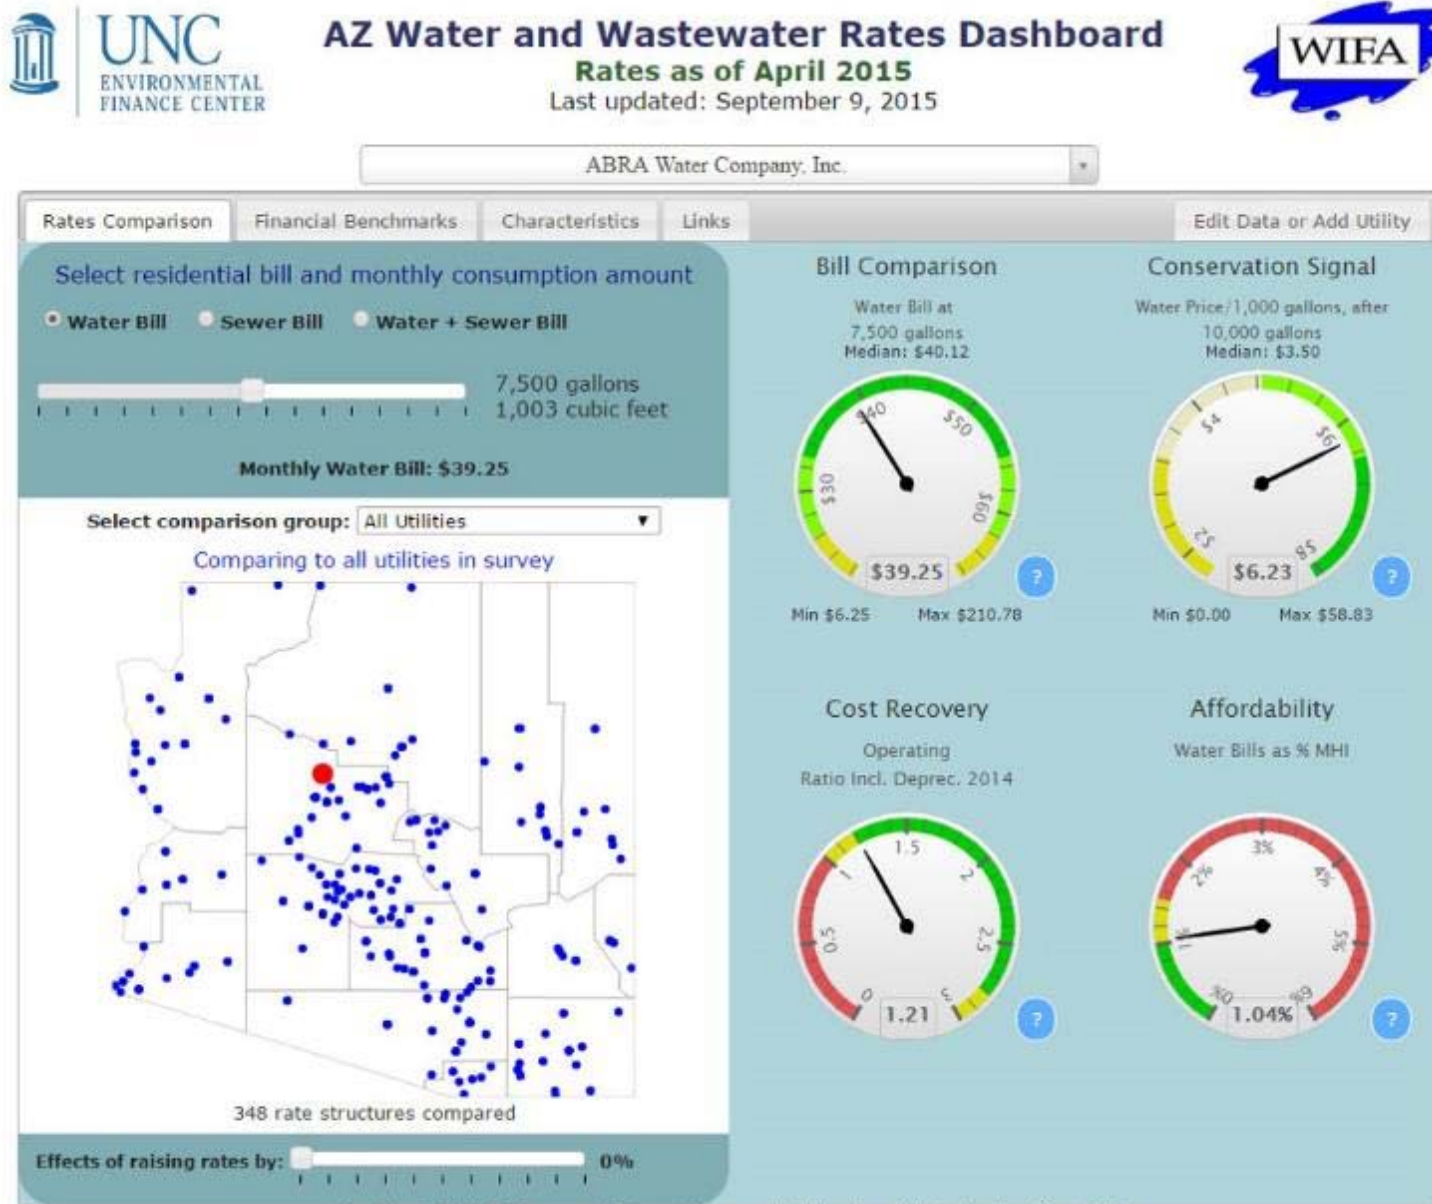 UNC
ENVIRONMENTAL
FINANCE CENTER
AZ Water and Wastewater Rates Dashboard
Rates as of April 2015
Last updated: September 9, 2015
WIFA
ABRA Water Company, Inc.
Rates Comparison
Financial Benchmarks
Characteristics
Links
Edit Data or Add Utility
Select residential bill and monthly consumption amount
Water Bill
Sewer Bill
Water + Sewer Bill
7,500 gallons
1,003 cubic feet
Monthly Water Bill: $39.25
Select comparison group: All Utilities
Comparing to all utilities in survey
348 rate structures compared
Effects of raising rates by: 0%
Bill Comparison
Water Bill at
7,500 gallons
Median: $40.12
$30
$40
$50
$60
$39.25
?
Min $6.25 Max $210.78
Conservation Signal
Water Price/1,000 gallons, after
10,000 gallons
Median: $3.50
$2
$4
$6
$8
$6.23
?
Min $0.00 Max $58.83
Cost Recovery
Operating
Ratio Incl. Deprec. 2014
0
0.5
1
1.5
2
2.5
3
1.21
?
Affordability
Water Bills as % MHI
0%
1%
2%
3%
4%
5%
6%
1.04%
?